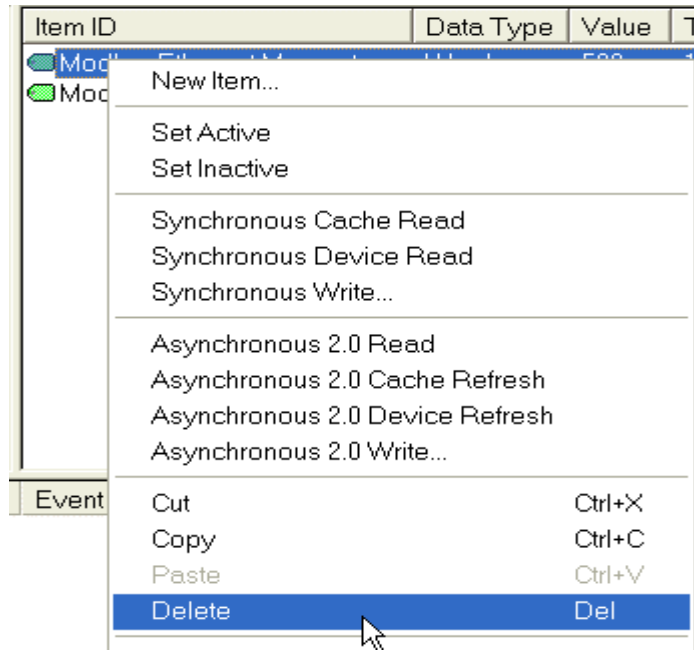 Item ID Data Type Value T
Mod
Mod
New Item...
Set Active
Set Inactive
Synchronous Cache Read
Synchronous Device Read
Synchronous Write...
Asynchronous 2.0 Read
Asynchronous 2.0 Cache Refresh
Asynchronous 2.0 Device Refresh
Asynchronous 2.0 Write...
Event
Cut Ctrl+X
Copy Ctrl+C
Paste Ctrl+V
Delete Del